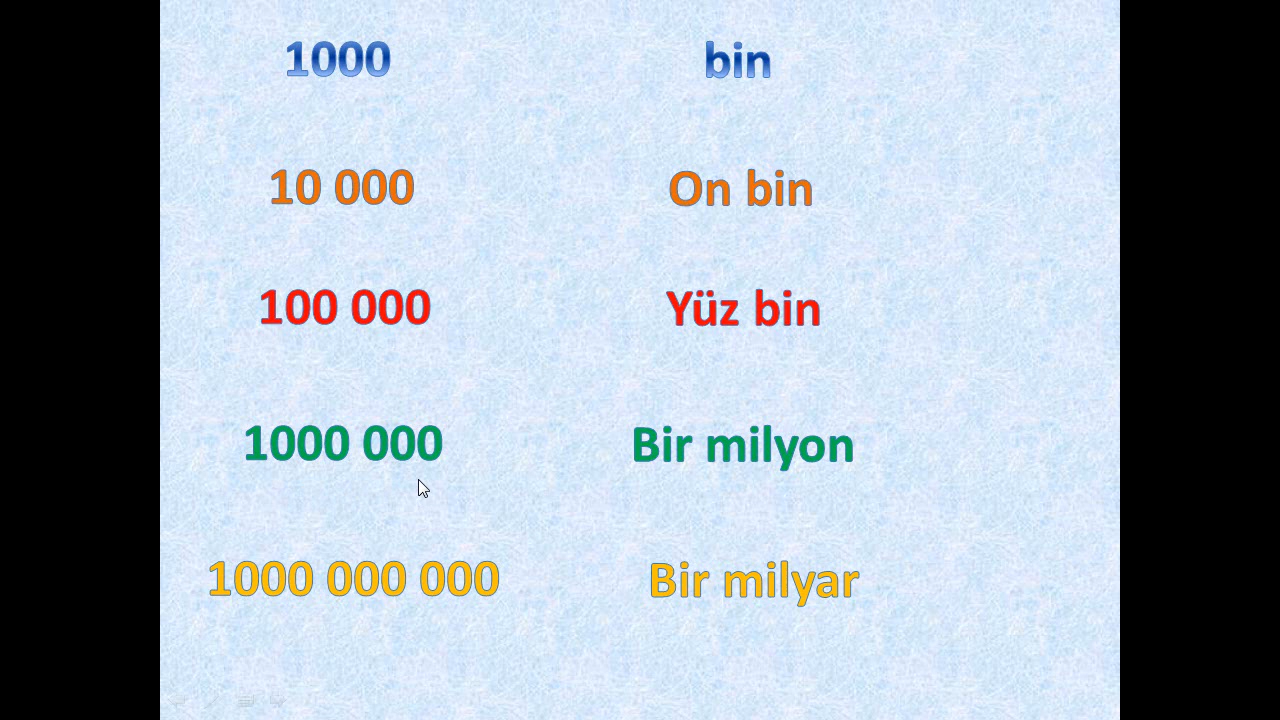 1000 bin
10 000 On bin
100 000 Yüz bin
1000 000 Bir milyon
1000 000 000 Bir milyar